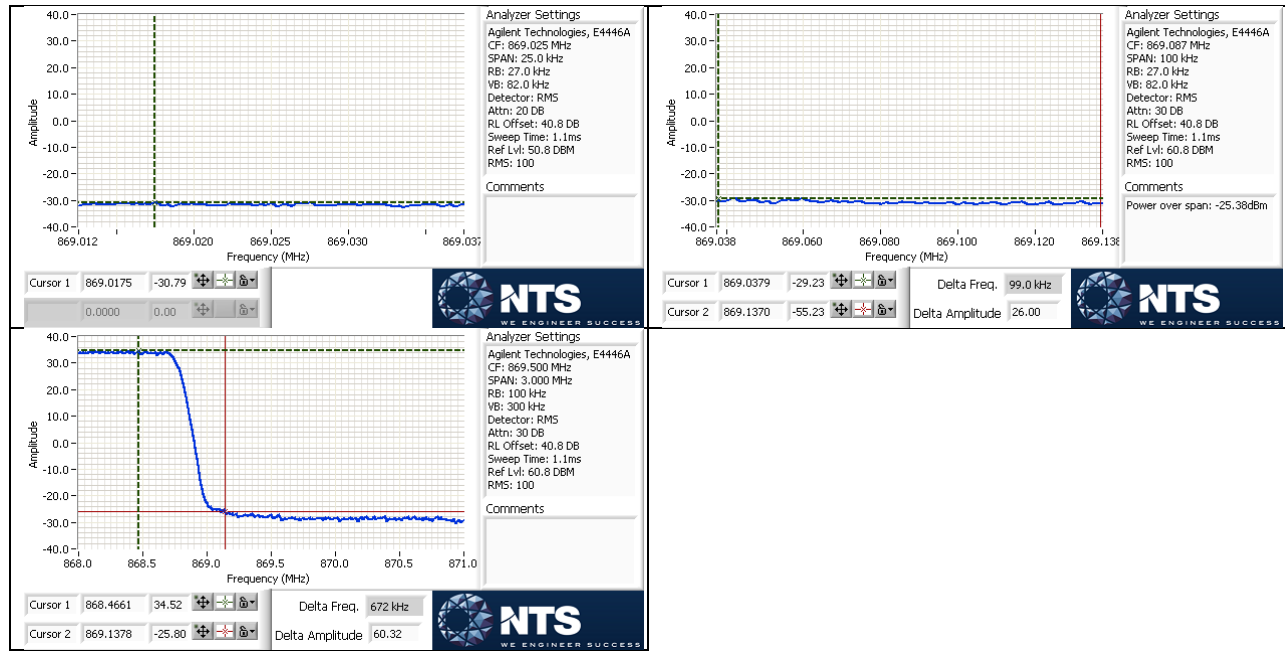 Amplitude
40.0
30.0
20.0
10.0
0.0
-10.0
-20.0
-30.0
-40.0
869.012 869.020 869.025 869.030 869.037
Frequency (MHz)
Analyzer Settings
Agilent Technologies, E4446A
CF: 869.025 MHz
SPAN: 25.0 kHz
RB: 27.0 kHz
VB: 82.0 kHz
Detector: RMS
Attn: 20 DB
RL Offset: 40.8 DB
Sweep Time: 1.1ms
Ref Lvl: 50.8 DBM
RMS: 100
Comments
Cursor 1 869.0175 -30.79
0.0000 0.00
NTS
WE ENGINEER SUCCESS
Amplitude
40.0
30.0
20.0
10.0
0.0
-10.0
-20.0
-30.0
-40.0
869.038 869.060 869.080 869.100 869.120 869.138
Frequency (MHz)
Analyzer Settings
Agilent Technologies, E4446A
CF: 869.087 MHz
SPAN: 100 kHz
RB: 27.0 kHz
VB: 82.0 kHz
Detector: RMS
Attn: 30 DB
RL Offset: 40.8 DB
Sweep Time: 1.1ms
Ref Lvl: 60.8 DBM
RMS: 100
Comments
Power over span: -25.38dBm
Cursor 1 869.0379 -29.23
Cursor 2 869.1370 -55.23
Delta Freq. 99.0 kHz
Delta Amplitude 26.00
NTS
WE ENGINEER SUCCESS
Amplitude
40.0
30.0
20.0
10.0
0.0
-10.0
-20.0
-30.0
-40.0
868.0 868.5 869.0 869.5 870.0 870.5 871.0
Frequency (MHz)
Analyzer Settings
Agilent Technologies, E4446A
CF: 869.500 MHz
SPAN: 3.000 MHz
RB: 100 kHz
VB: 300 kHz
Detector: RMS
Attn: 30 DB
RL Offset: 40.8 DB
Sweep Time: 1.1ms
Ref Lvl: 60.8 DBM
RMS: 100
Comments
Cursor 1 868.4661 34.52
Cursor 2 869.1378 -25.80
Delta Freq. 672 kHz
Delta Amplitude 60.32
NTS
WE ENGINEER SUCCESS